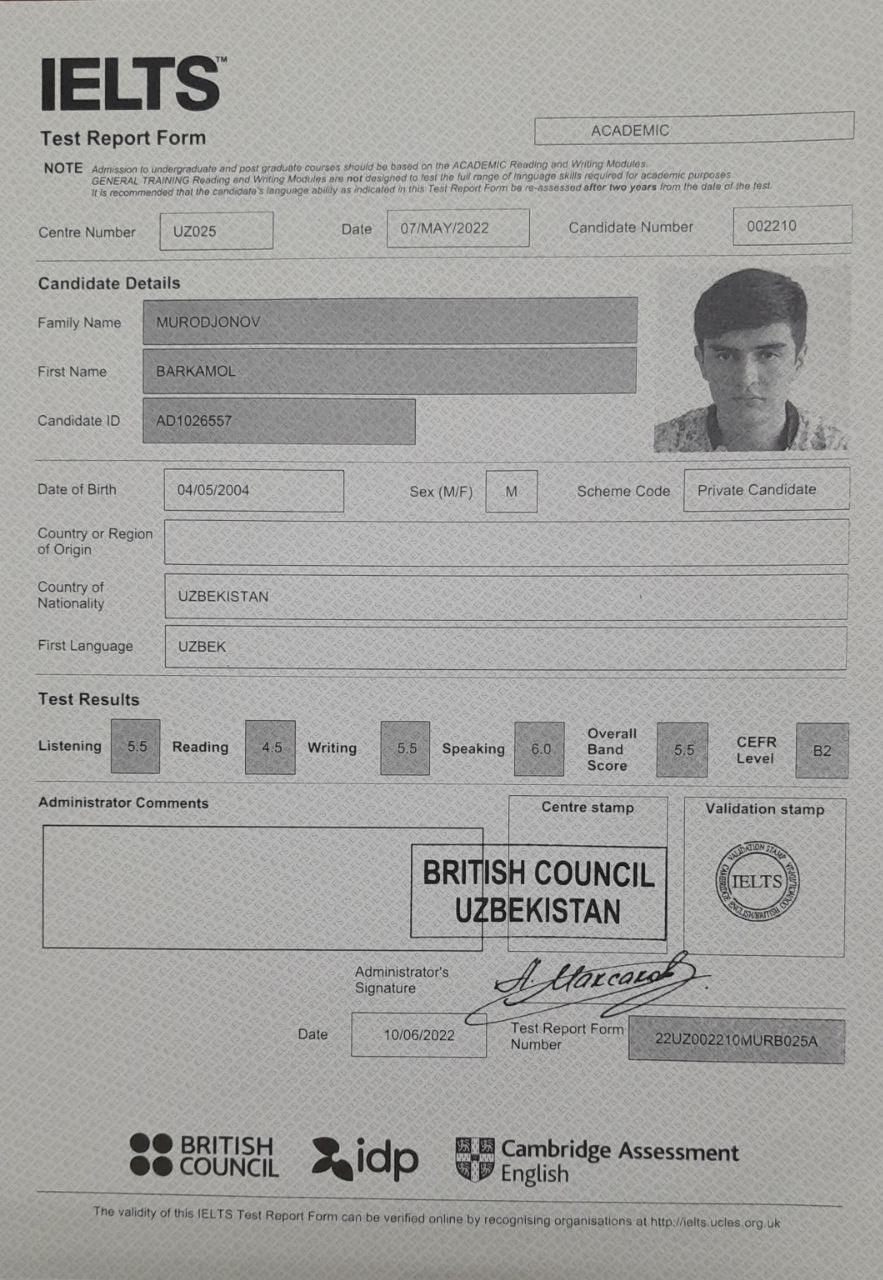 IELTS™
Test Report Form
ACADEMIC
NOTE Admission to undergraduate and post graduate courses should be based on the ACADEMIC Reading and Writing Modules.
GENERAL TRAINING Reading and Writing Modules are not designed to test the full range of language skills required for academic purposes.
It is recommended that the candidate's language ability as indicated in this Test Report Form be re-assessed after two years from the date of the test.
Centre Number UZ025 Date 07/MAY/2022 Candidate Number 002210
Candidate Details
Family Name MURODJONOV
First Name BARKAMOL
Candidate ID AD1026557
Date of Birth 04/05/2004 Sex (M/F) M Scheme Code Private Candidate
Country or Region
of Origin
Country of
Nationality UZBEKISTAN
First Language UZBEK
Test Results
Listening 5.5 Reading 4.5 Writing 5.5 Speaking 6.0 Overall Band Score 5.5 CEFR Level B2
Administrator Comments
Centre stamp
Validation stamp
BRITISH COUNCIL
UZBEKISTAN
VALIDATION STAMP
IELTS
Administrator's
Signature
Date 10/06/2022
Test Report Form
Number 22UZ002210MURB025A
BRITISH
COUNCIL
idp
Cambridge Assessment
English
The validity of this IELTS Test Report Form can be verified online by recognising organisations at http://ielts.ucles.org.uk